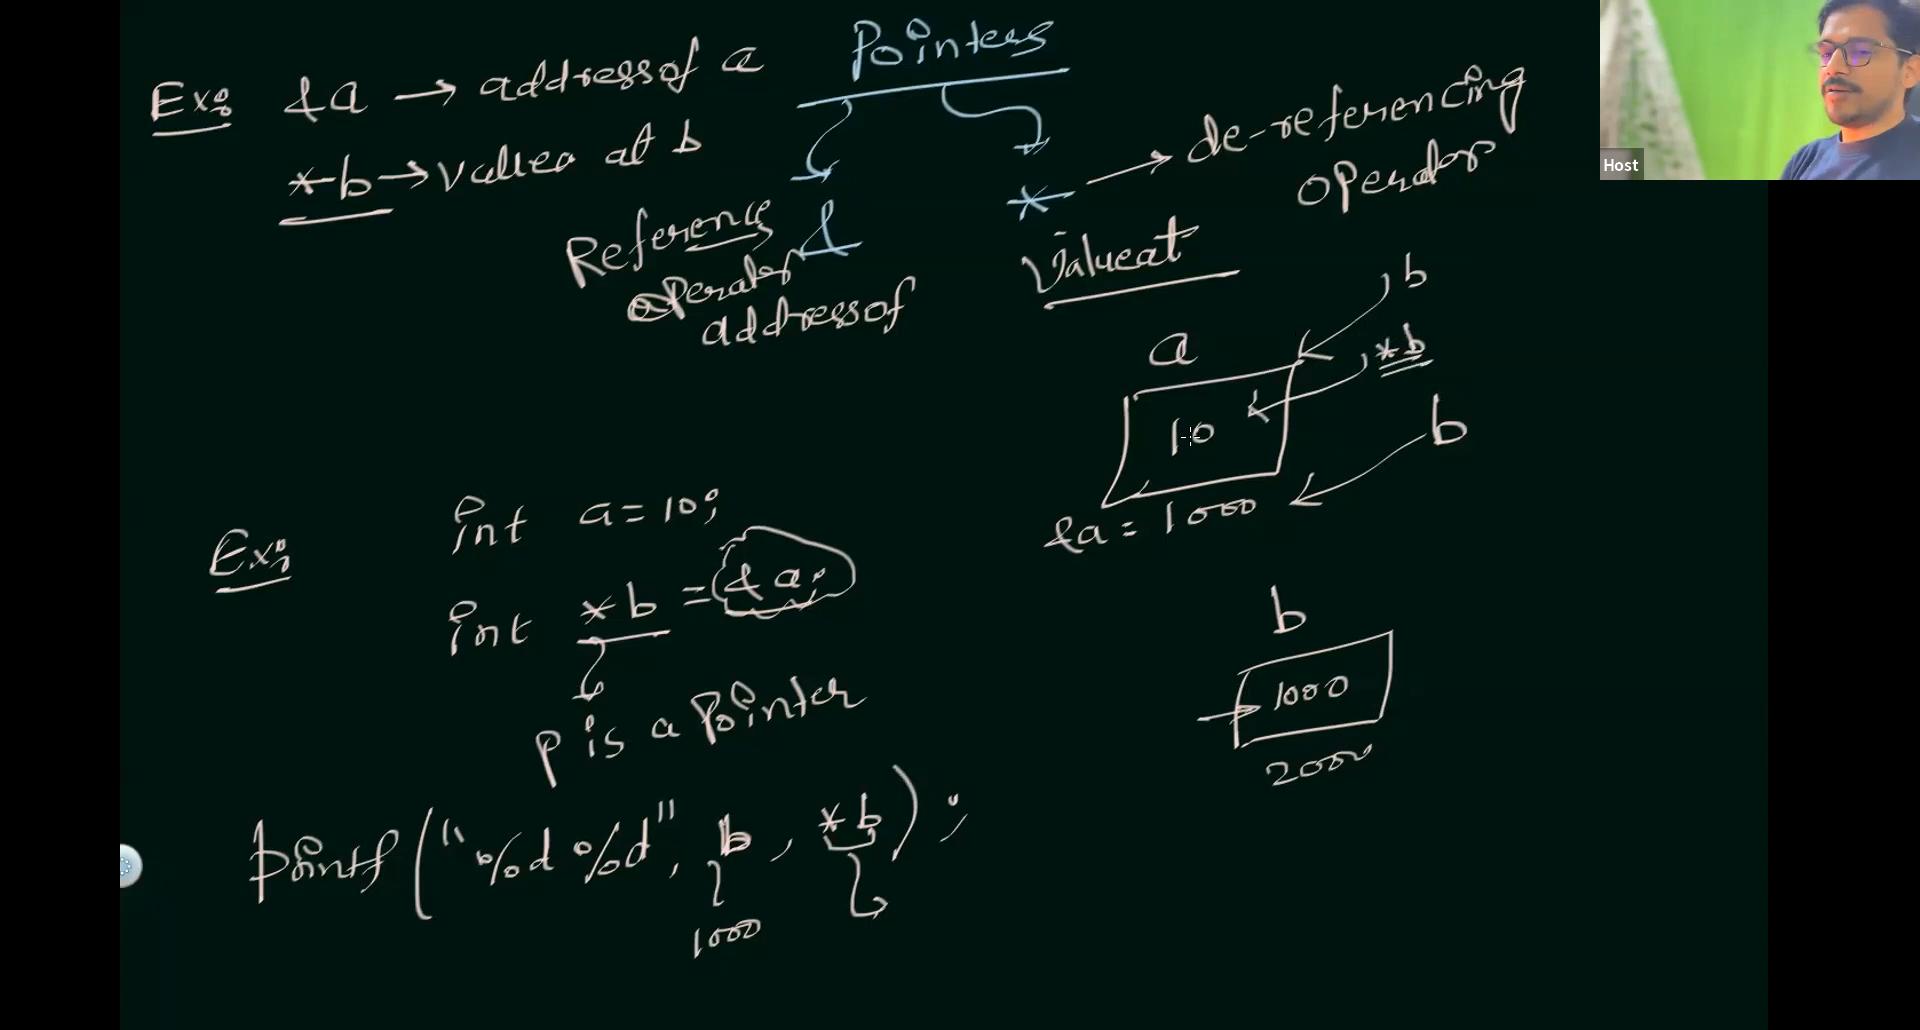 Pointers
Ex: &a → address of a
*b → value at b
* → de-referencing
operator
Reference &
operator
address of
Value at
b
a
*b
10
b
&a = 1000
Ex: int a = 10;
int *b = &a;
b
1000
2000
p is a pointer
printf("%d %d", b, *b);
1000
Host